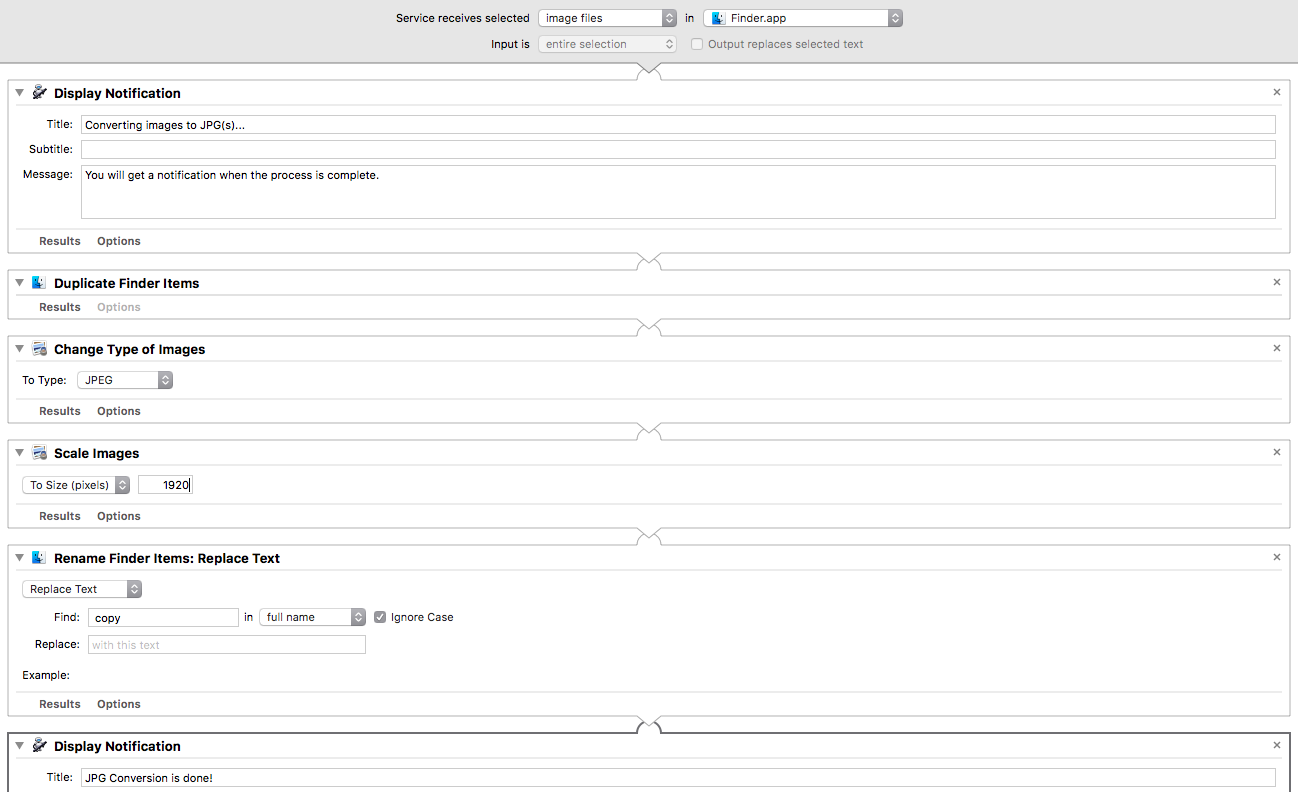 Service receives selected image files in Finder.app
Input is entire selection Output replaces selected text
Display Notification
Title: Converting images to JPG(s)...
Subtitle:
Message: You will get a notification when the process is complete.
Results Options
Duplicate Finder Items
Results Options
Change Type of Images
To Type: JPEG
Results Options
Scale Images
To Size (pixels) 1920
Results Options
Rename Finder Items: Replace Text
Replace Text
Find: copy in full name Ignore Case
Replace: with this text
Example:
Results Options
Display Notification
Title: JPG Conversion is done!